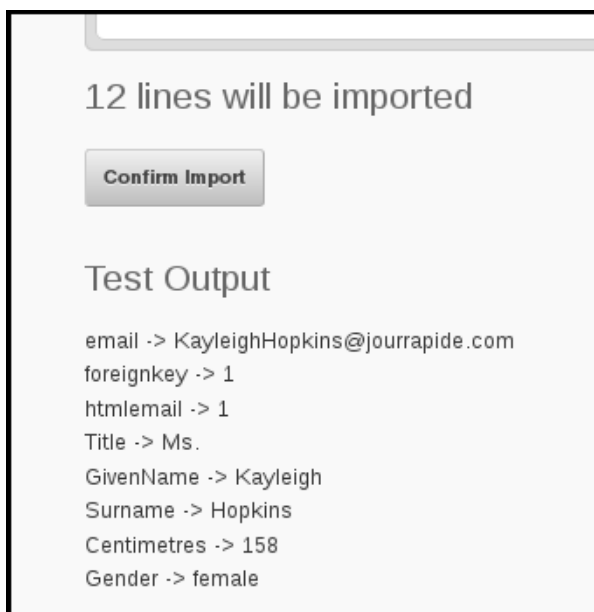 12 lines will be imported
Confirm Import
Test Output
email -> KayleighHopkins@jourrapide.com
foreignkey -> 1
htmlemail -> 1
Title -> Ms.
GivenName -> Kayleigh
Surname -> Hopkins
Centimetres -> 158
Gender -> female